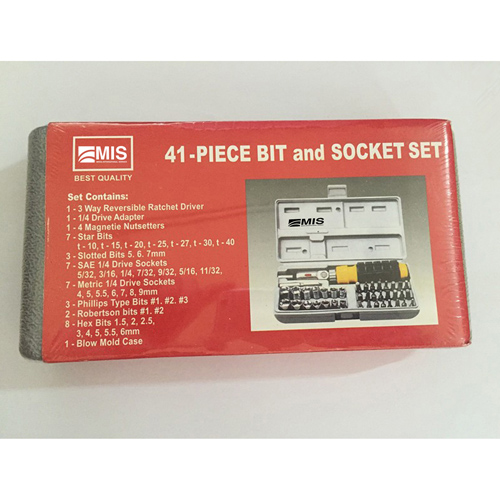 MIS
BEST QUALITY
41-PIECE BIT and SOCKET SET
Set Contains:
1 - 3 Way Reversible Ratchet Driver
1 - 1/4 Drive Adapter
1 - 4 Magnetie Nutsetters
7 - Star Bits
t - 10, t - 15, t - 20, t - 25, t - 27, t - 30, t - 40
3 - Slotted Bits 5. 6. 7mm
7 - SAE 1/4 Drive Sockets
5/32, 3/16, 1/4, 7/32, 9/32, 5/16, 11/32,
7 - Metric 1/4 Drive Sockets
4, 5, 5.5, 6, 7, 8, 9mm
3 - Phillips Type Bits #1. #2. #3
2 - Robertson bits #1. #2
8 - Hex Bits 1.5, 2, 2.5,
3, 4, 5, 5.5, 6mm
1 - Blow Mold Case
MIS